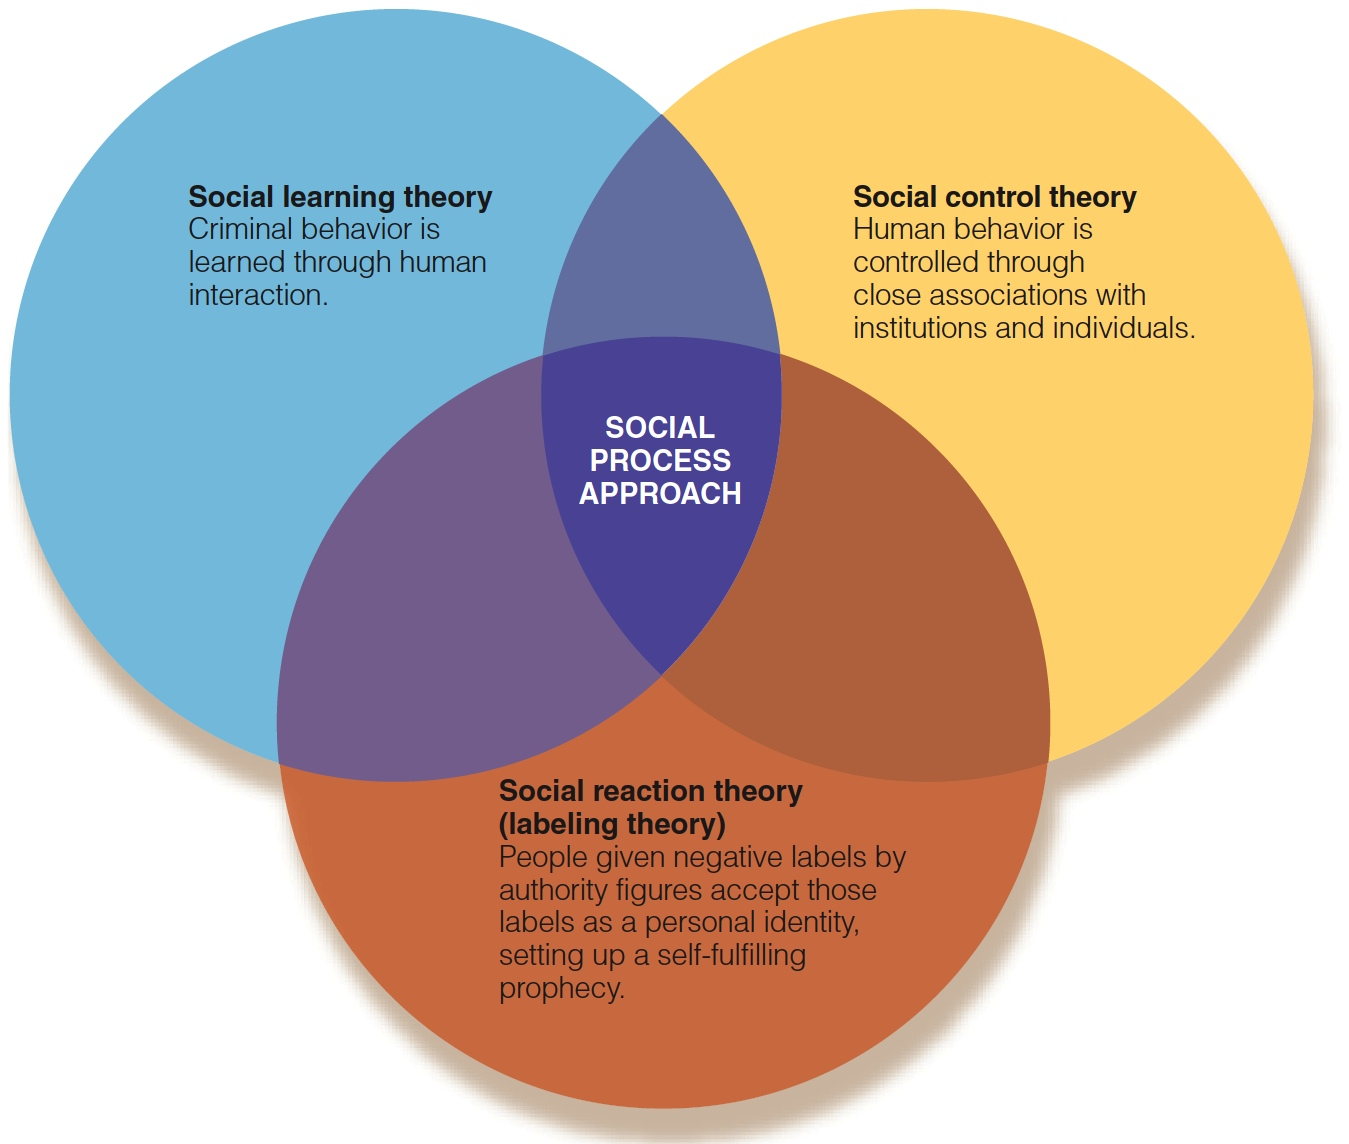 Social learning theory
Criminal behavior is
learned through human
interaction.
Social control theory
Human behavior is
controlled through
close associations with
institutions and individuals.
SOCIAL
PROCESS
APPROACH
Social reaction theory
(labeling theory)
People given negative labels by
authority figures accept those
labels as a personal identity,
setting up a self-fulfilling
prophecy.